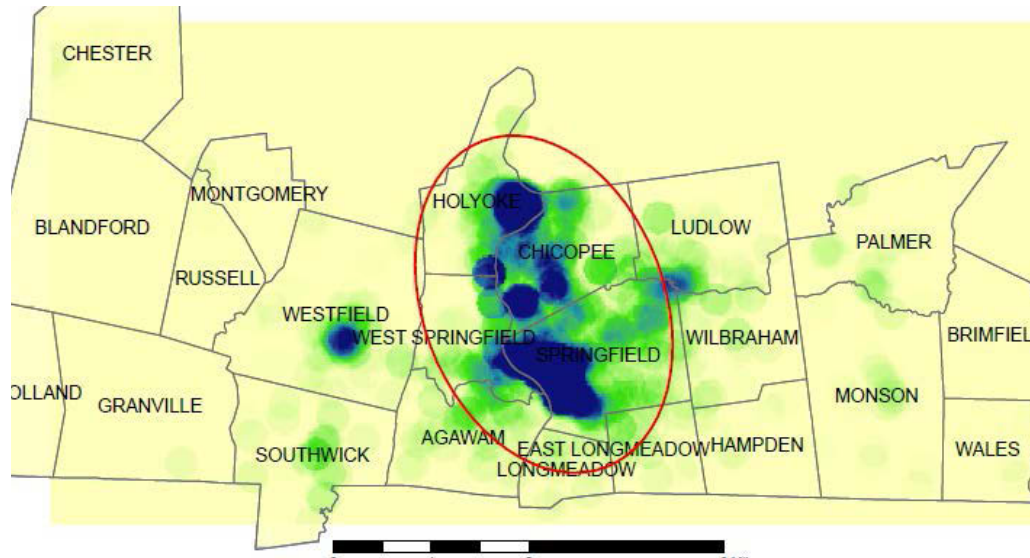 CHESTER
MONTGOMERY
HOLYOKE
BLANDFORD
LUDLOW
PALMER
CHICOPEE
RUSSELL
WESTFIELD
WEST SPRINGFIELD
SPRINGFIELD
WILBRAHAM
BRIMFIEL
OLLAND
GRANVILLE
MONSON
AGAWAM
EAST LONGMEADOW
HAMPDEN
WALES
SOUTHWICK
LONGMEADOW